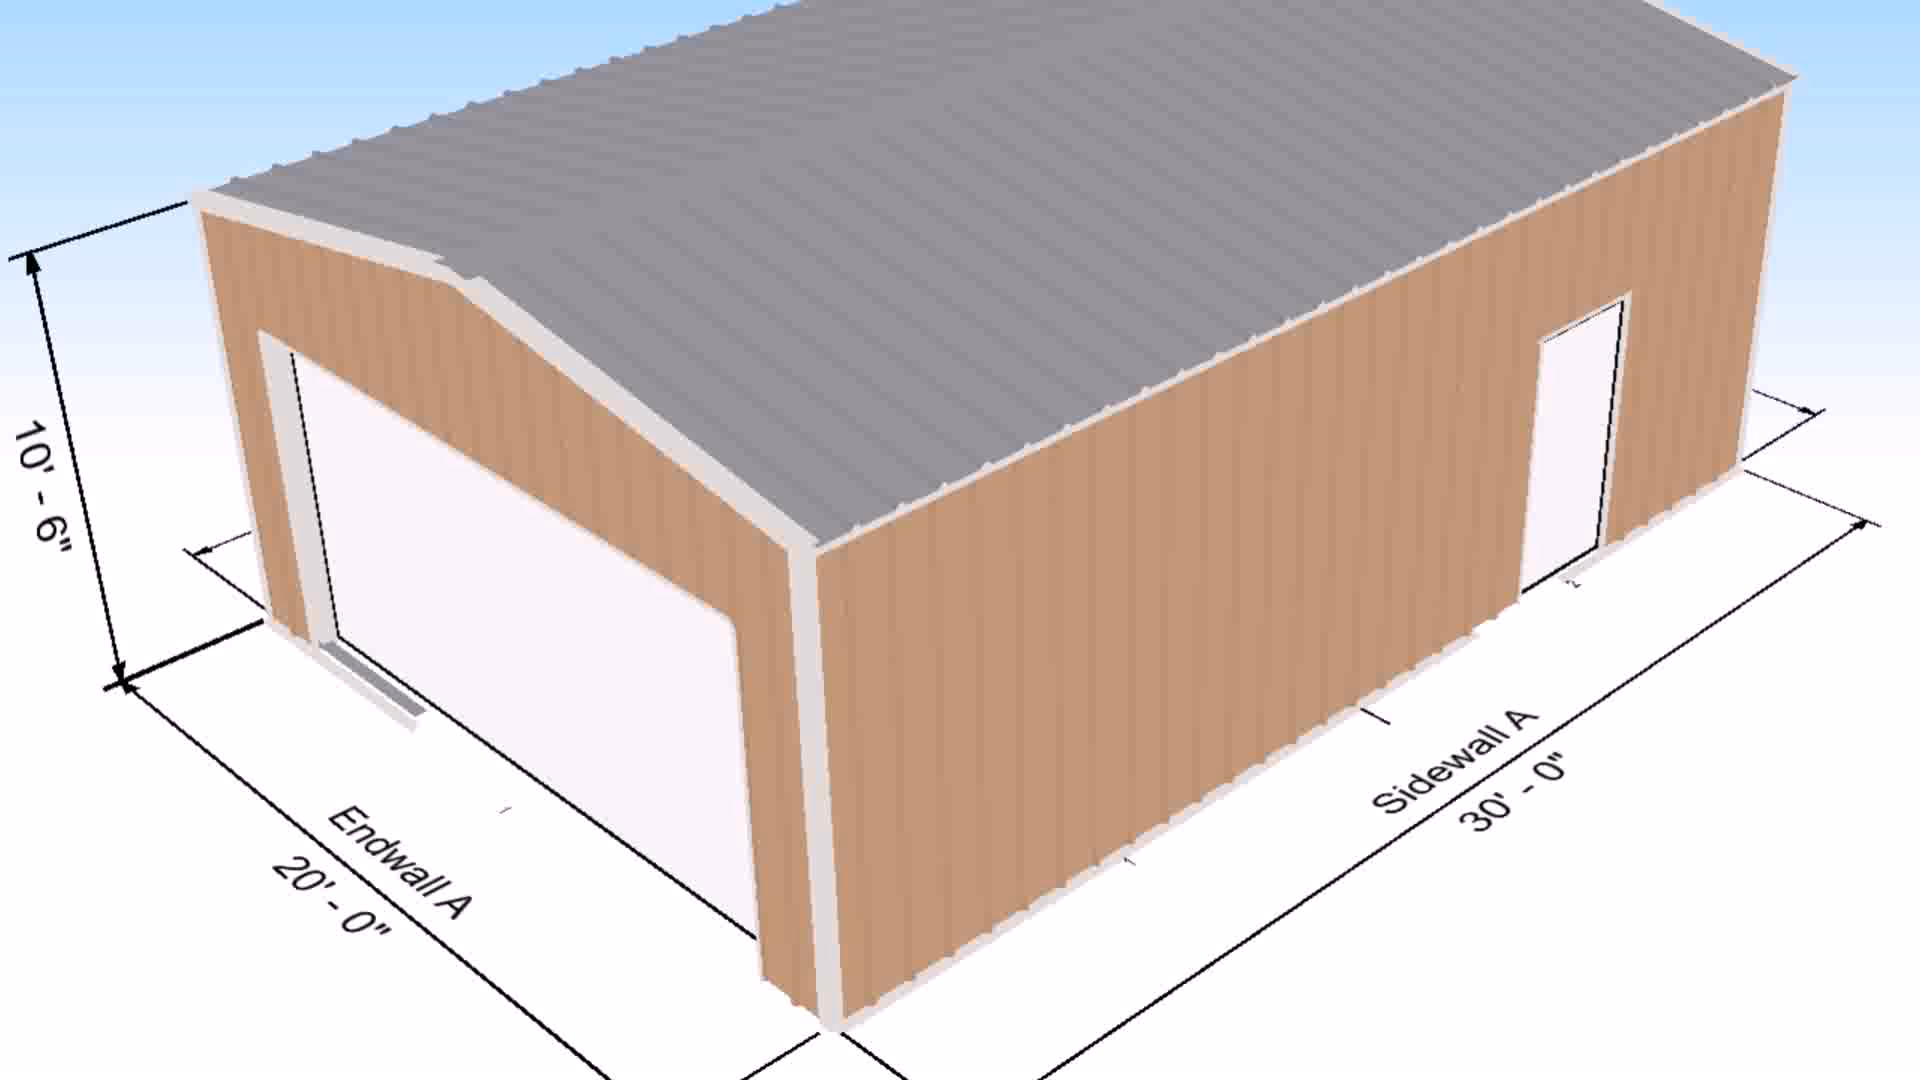 10' - 6"
Endwall A
20' - 0"
Sidewall A
30' - 0"